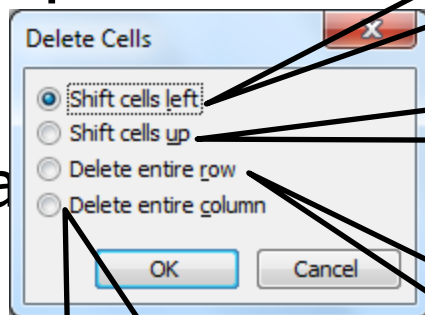 Delete Cells
Shift cells left
Shift cells up
Delete entire row
Delete entire column
OK
Cancel